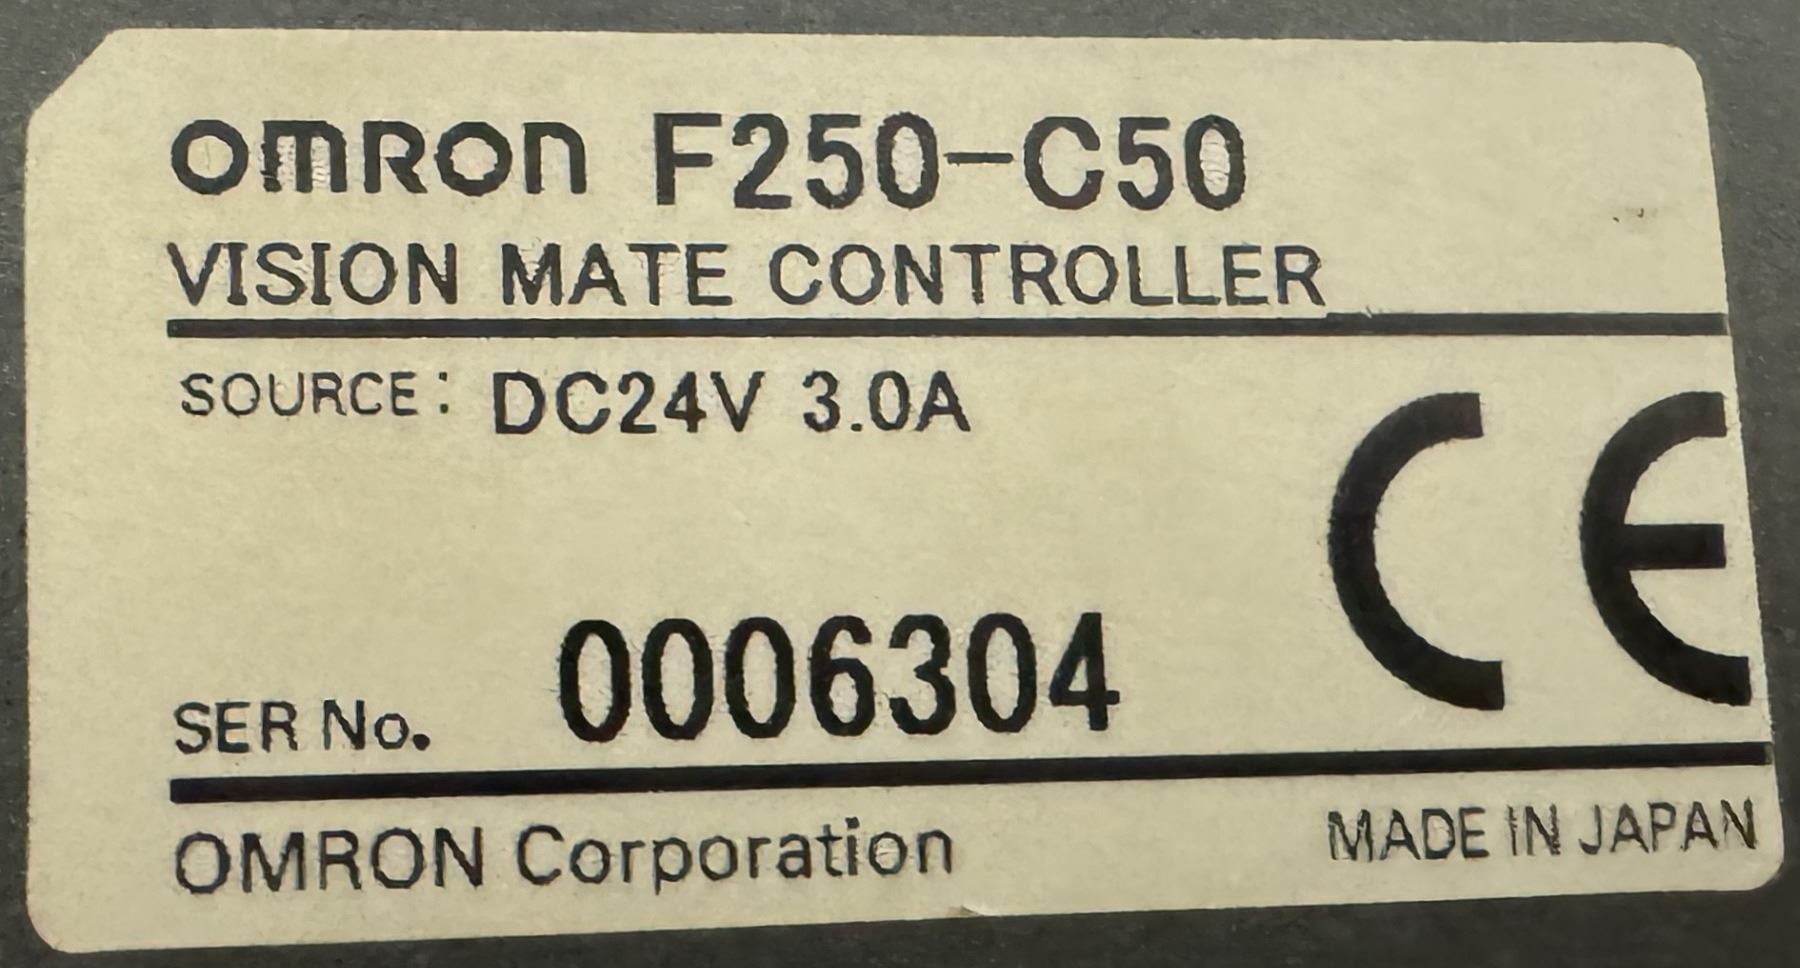 OMRON F250-C50
VISION MATE CONTROLLER
SOURCE: DC24V 3.0A
CE
SER No. 0006304
OMRON Corporation
MADE IN JAPAN